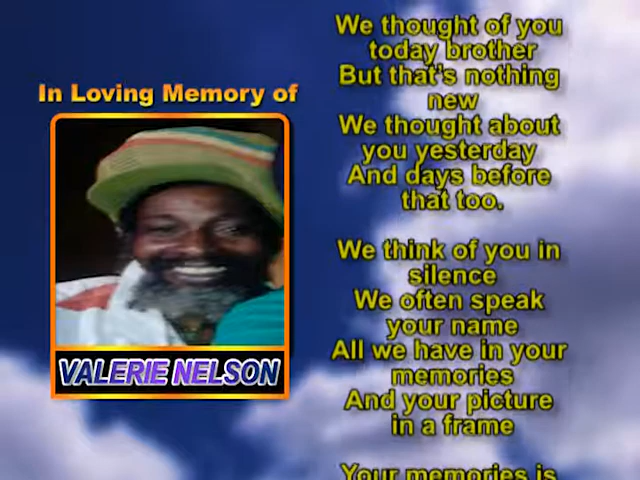 In Loving Memory of
VALERIE NELSON
We thought of you
today brother
But that's nothing
new
We thought about
you yesterday
And days before
that too.
We think of you in
silence
We often speak
your name
All we have in your
memories
And your picture
in a frame
Your memories is